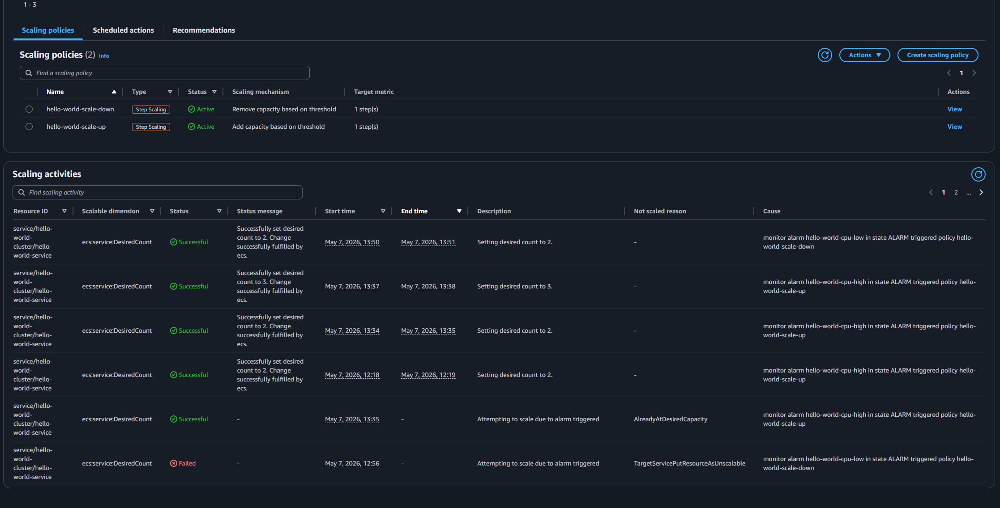 1 - 3
Scaling policies
Scheduled actions
Recommendations
Scaling policies (2) Info
Actions
Create scaling policy
Find a scaling policy
1
Name
Type
Status
Scaling mechanism
Target metric
Actions
hello-world-scale-down
Step Scaling
Active
Remove capacity based on threshold
1 step(s)
View
hello-world-scale-up
Step Scaling
Active
Add capacity based on threshold
1 step(s)
View
Scaling activities
Find scaling activity
1
2
...
Resource ID
Scalable dimension
Status
Status message
Start time
End time
Description
Not scaled reason
Cause
service/hello-
world-
cluster/hello-
world-service
ecs:service:DesiredCount
Successful
Successfully set desired
count to 2. Change
successfully fulfilled by
ecs.
May 7, 2026, 13:50
May 7, 2026, 13:51
Setting desired count to 2.
-
monitor alarm hello-world-cpu-low in state ALARM triggered policy hello-
world-scale-down
service/hello-
world-
cluster/hello-
world-service
ecs:service:DesiredCount
Successful
Successfully set desired
count to 3. Change
successfully fulfilled by
ecs.
May 7, 2026, 13:37
May 7, 2026, 13:38
Setting desired count to 3.
-
monitor alarm hello-world-cpu-high in state ALARM triggered policy hello-
world-scale-up
service/hello-
world-
cluster/hello-
world-service
ecs:service:DesiredCount
Successful
Successfully set desired
count to 2. Change
successfully fulfilled by
ecs.
May 7, 2026, 13:34
May 7, 2026, 13:35
Setting desired count to 2.
-
monitor alarm hello-world-cpu-high in state ALARM triggered policy hello-
world-scale-up
service/hello-
world-
cluster/hello-
world-service
ecs:service:DesiredCount
Successful
Successfully set desired
count to 2. Change
successfully fulfilled by
ecs.
May 7, 2026, 12:18
May 7, 2026, 12:19
Setting desired count to 2.
-
monitor alarm hello-world-cpu-high in state ALARM triggered policy hello-
world-scale-up
service/hello-
world-
cluster/hello-
world-service
ecs:service:DesiredCount
Successful
-
May 7, 2026, 13:35
-
Attempting to scale due to alarm triggered
AlreadyAtDesiredCapacity
monitor alarm hello-world-cpu-high in state ALARM triggered policy hello-
world-scale-up
service/hello-
world-
cluster/hello-
world-service
ecs:service:DesiredCount
Failed
-
May 7, 2026, 12:56
-
Attempting to scale due to alarm triggered
TargetServicePutResourceAsUnscalable
monitor alarm hello-world-cpu-low in state ALARM triggered policy hello-
world-scale-down